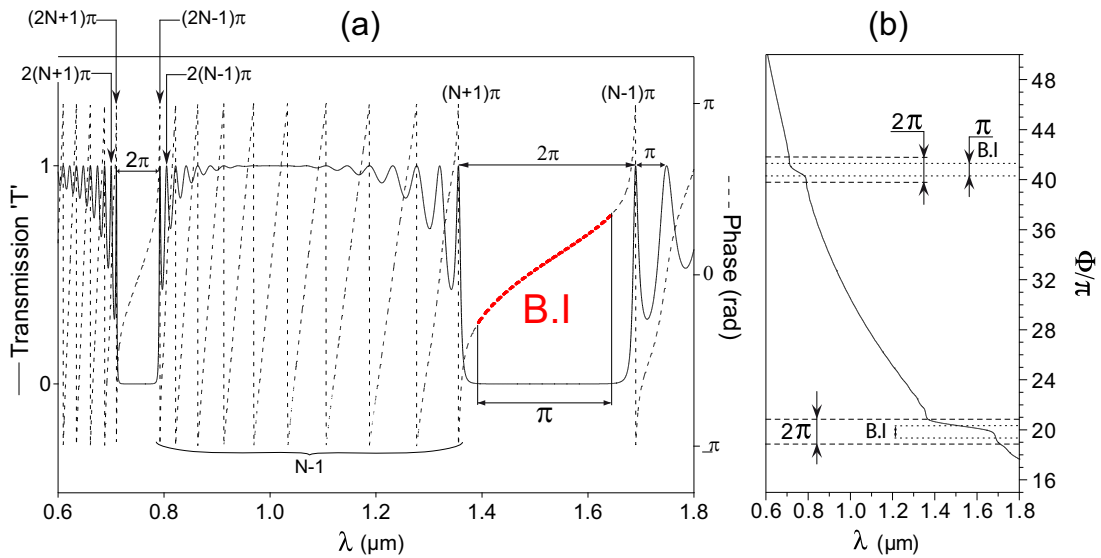 (a)
(b)
(2N+1)π (2N-1)π
2(N+1)π 2(N-1)π
(N+1)π (N-1)π
2π
2π
π
1
0
Transmission 'T'
B.I
π
N-1
π
0
_π
Phase (rad)
0.6 0.8 1.0 1.2 1.4 1.6 1.8
λ (µm)
2π
π
B.I
2π
B.I
48
44
40
36
32
28
24
20
16
Φ/π
0.6 0.8 1.0 1.2 1.4 1.6 1.8
λ (µm)